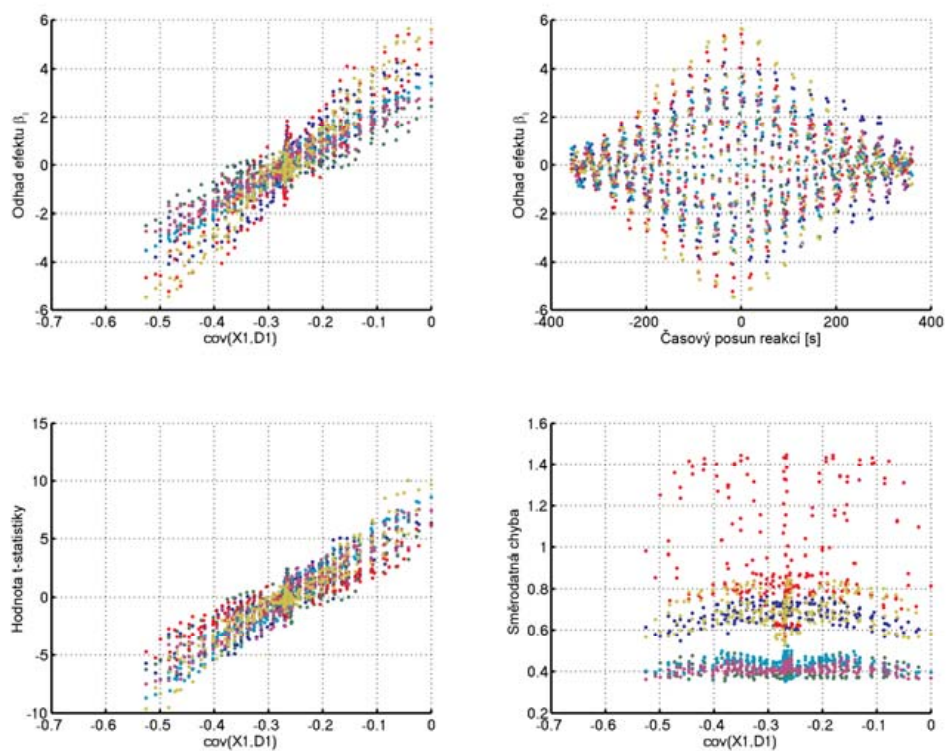 Odhad efektu βi
6
4
2
0
-2
-4
-6
-0.7 -0.6 -0.5 -0.4 -0.3 -0.2 -0.1 0
cov(X1,D1)
Odhad efektu βi
6
4
2
0
-2
-4
-6
-400 -200 0 200 400
Časový posun reakcí [s]
Hodnota t-statistiky
15
10
5
0
-5
-10
-0.7 -0.6 -0.5 -0.4 -0.3 -0.2 -0.1 0
cov(X1,D1)
Směrodatná chyba
1.6
1.4
1.2
1
0.8
0.6
0.4
0.2
-0.7 -0.6 -0.5 -0.4 -0.3 -0.2 -0.1 0
cov(X1,D1)